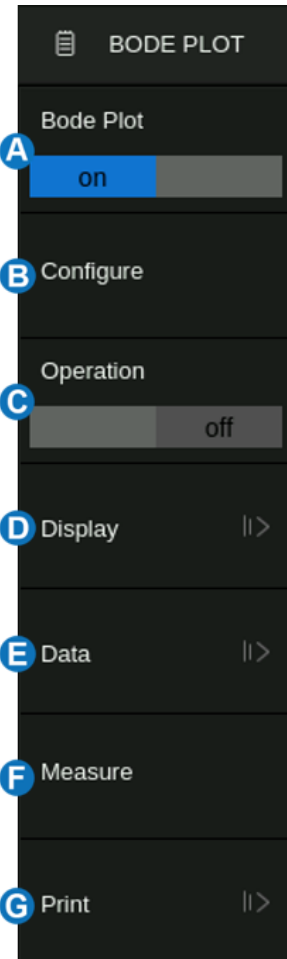 BODE PLOT
Bode Plot
A
on
B Configure
Operation
C
off
D Display
E Data
F Measure
G Print